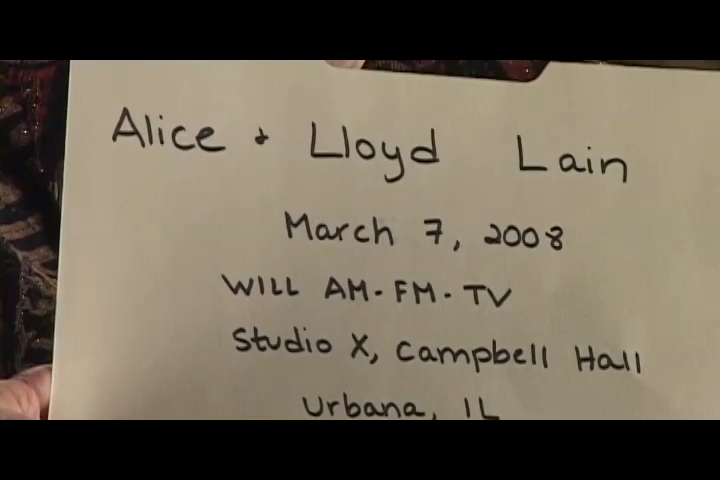 Alice + Lloyd Lain
March 7, 2008
WILL AM-FM-TV
Studio X, Campbell Hall
Urbana, IL